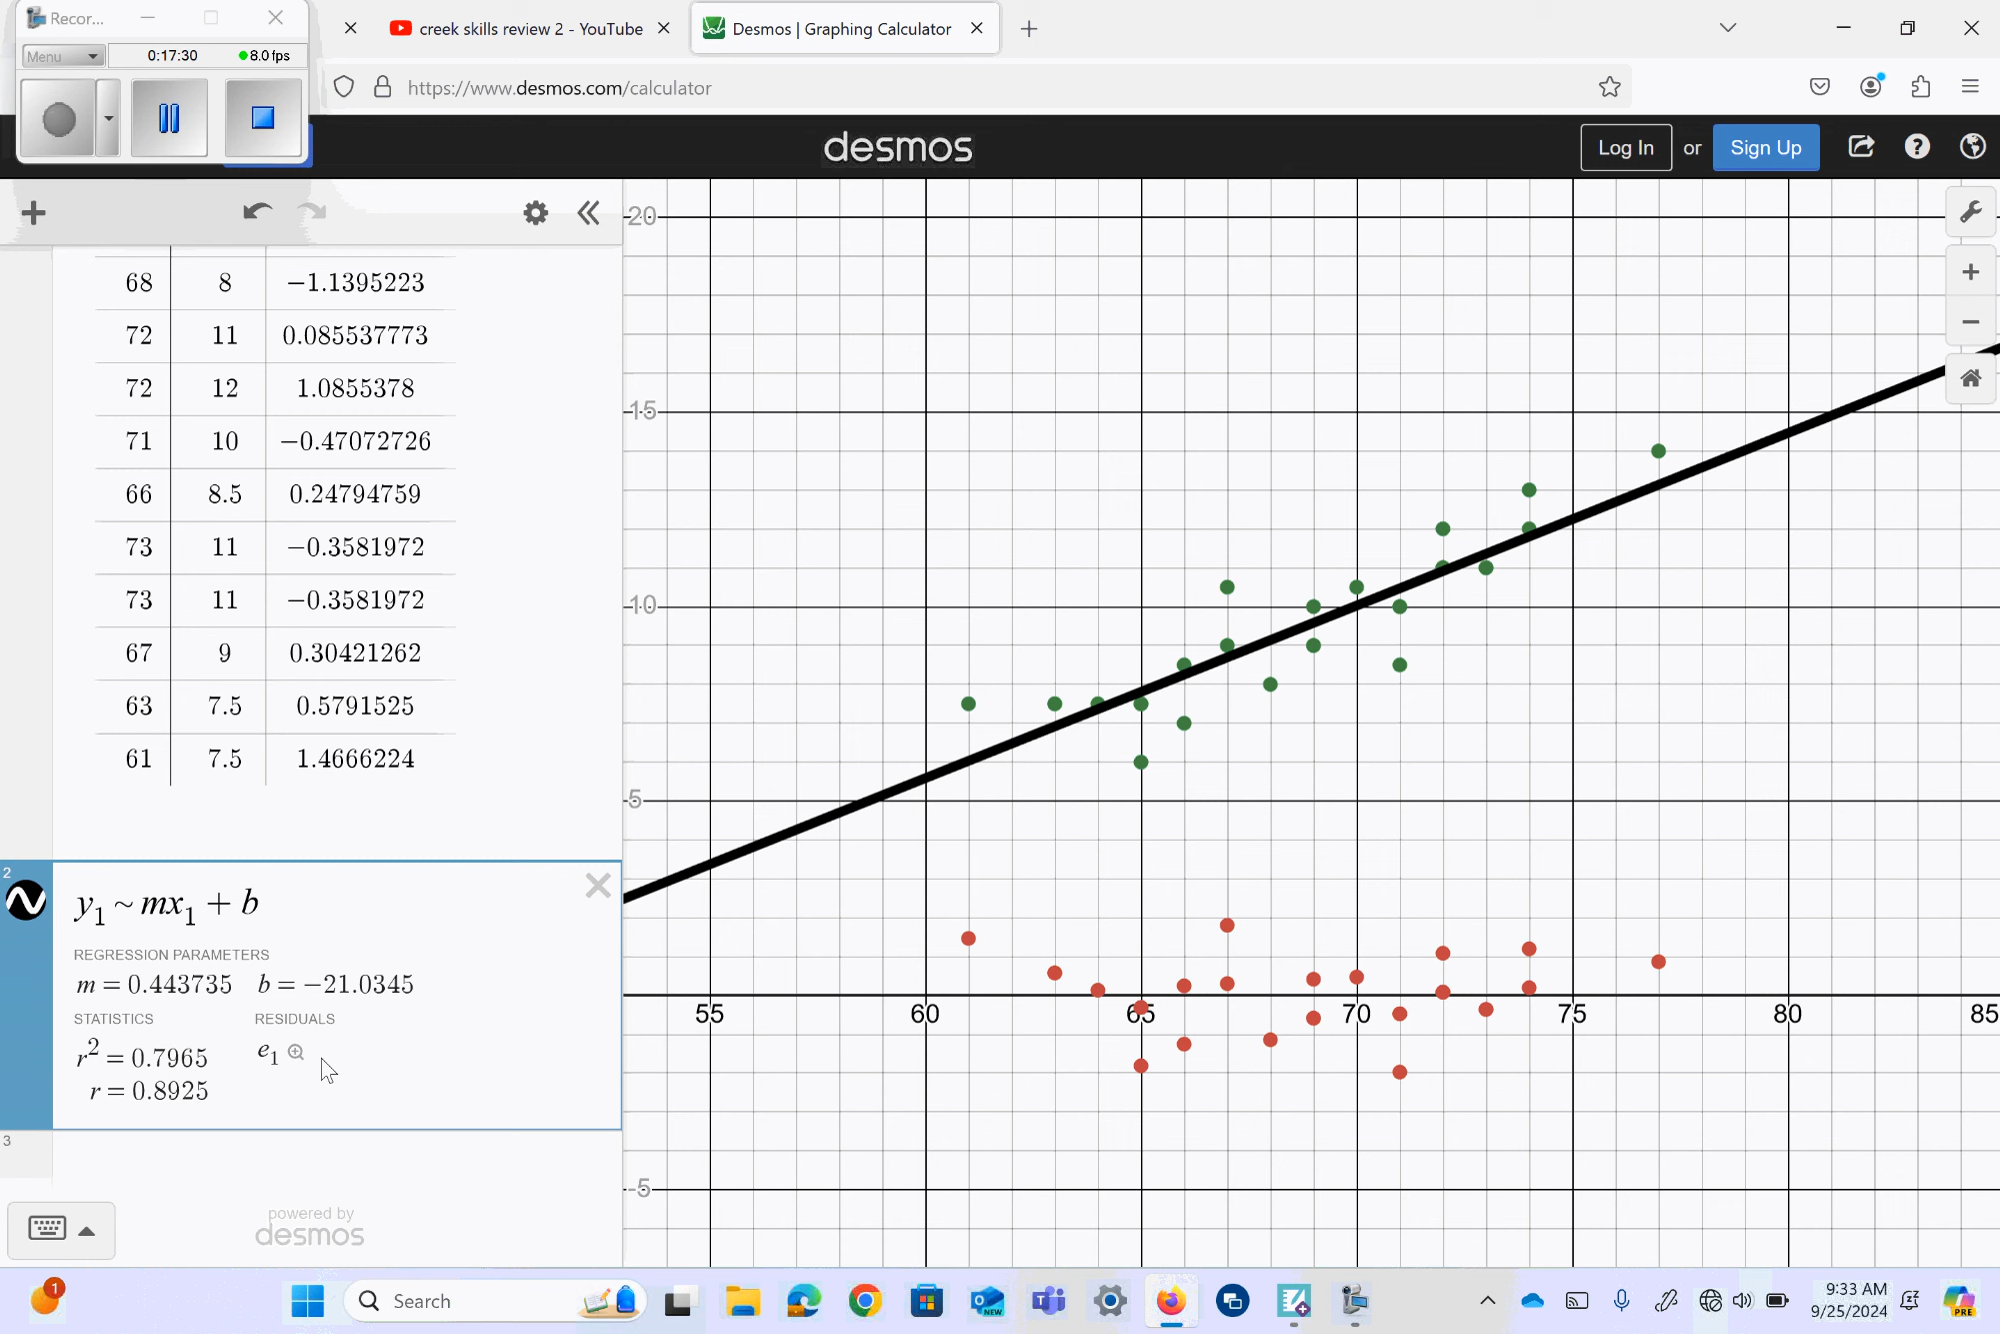 Recor...
Menu
0:17:30
8.0 fps
creek skills review 2 - YouTube
Desmos | Graphing Calculator
https://www.desmos.com/calculator
desmos
Log In or Sign Up
68 8 −1.1395223
72 11 0.085537773
72 12 1.0855378
71 10 −0.47072726
66 8.5 0.24794759
73 11 −0.3581972
73 11 −0.3581972
67 9 0.30421262
63 7.5 0.5791525
61 7.5 1.4666224
2
y₁ ~ mx₁ + b
REGRESSION PARAMETERS
m = 0.443735 b = −21.0345
STATISTICS RESIDUALS
r² = 0.7965 e₁
r = 0.8925
3
powered by
desmos
20
15
10
5
55 60 65 70 75 80 85
-5
1
Search
NEW
9:33 AM
9/25/2024
PRE